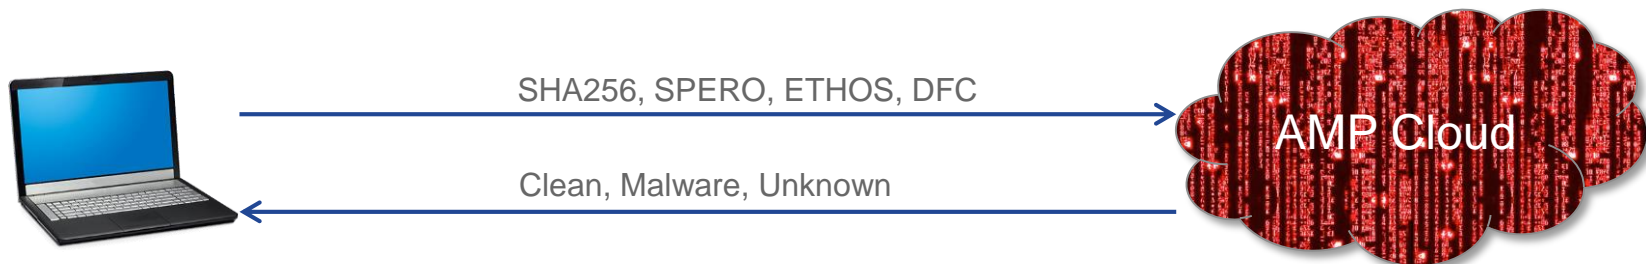 SHA256, SPERO, ETHOS, DFC
AMP Cloud
Clean, Malware, Unknown